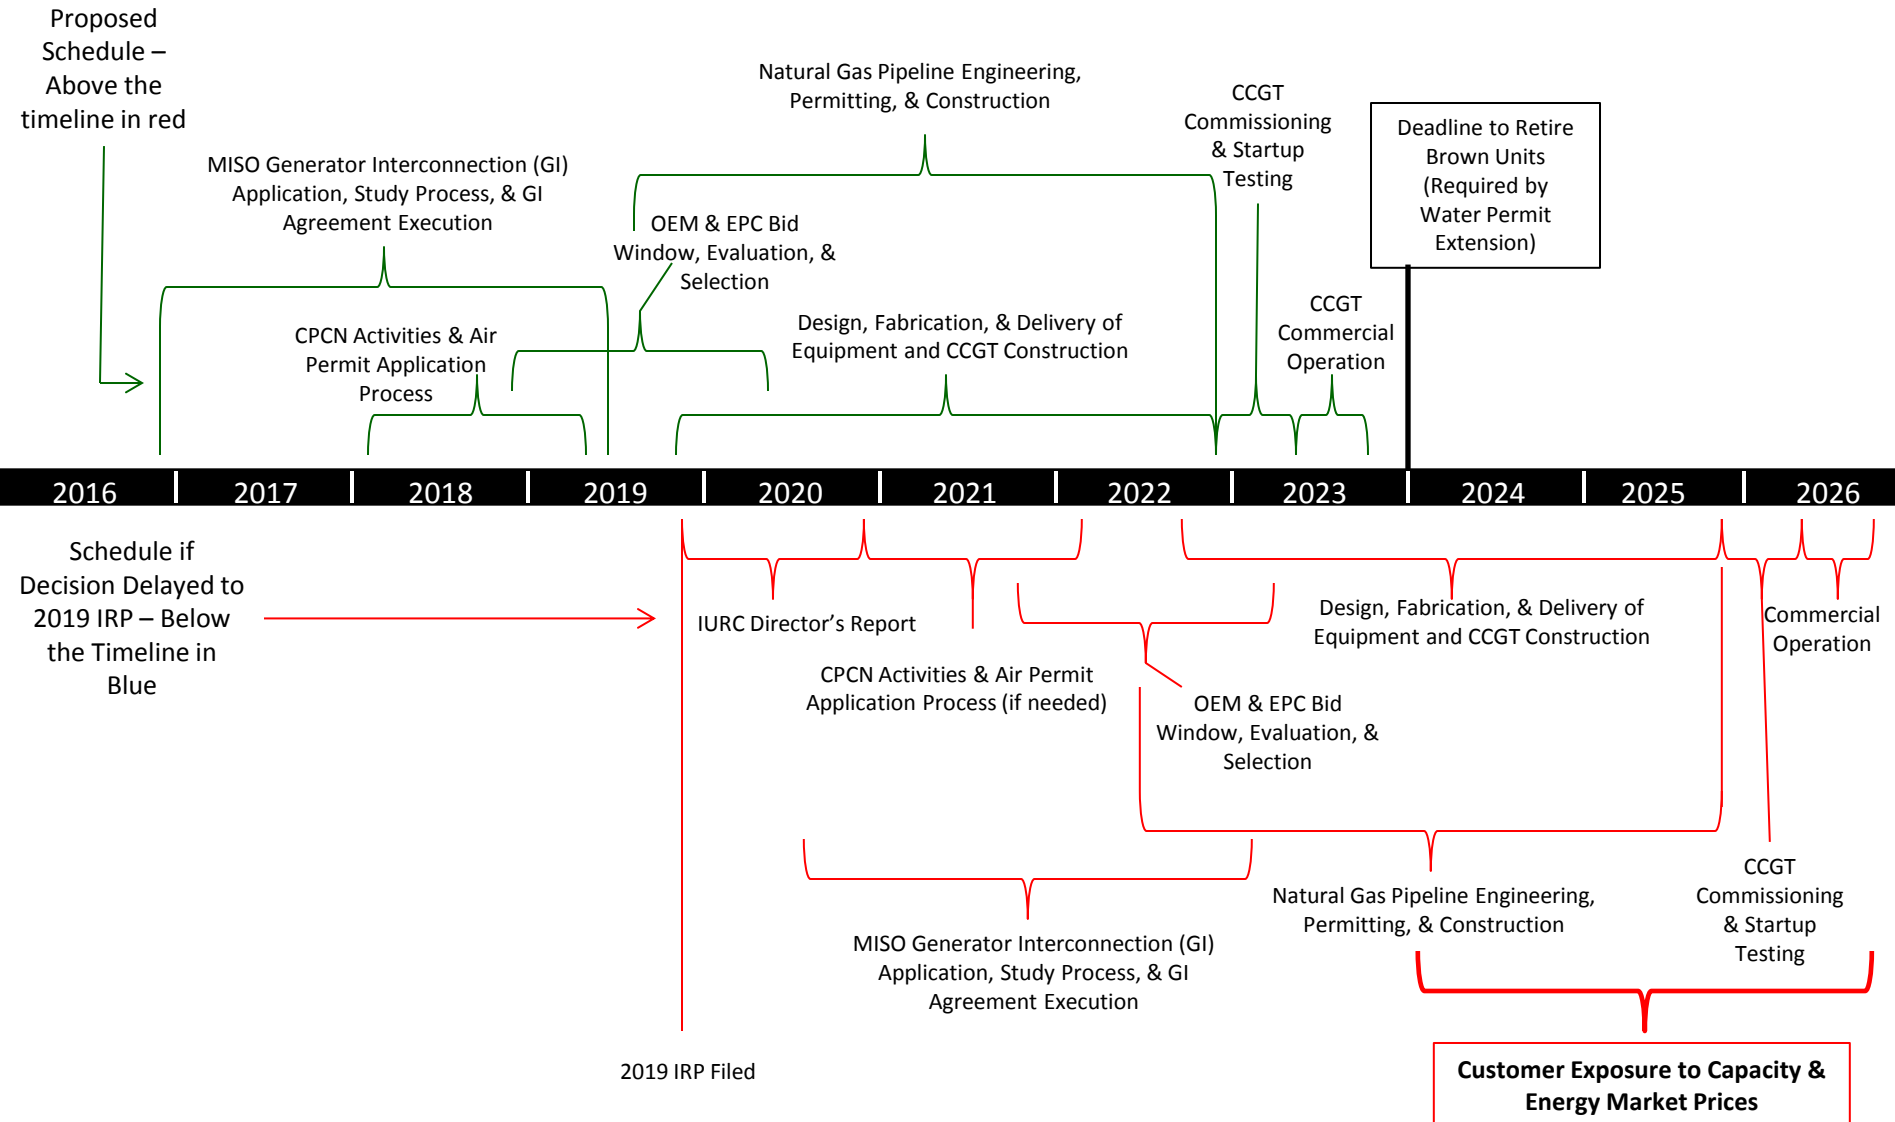 Proposed
Schedule –
Above the
timeline in red
MISO Generator Interconnection (GI)
Application, Study Process, & GI
Agreement Execution
Natural Gas Pipeline Engineering,
Permitting, & Construction
CCGT
Commissioning
& Startup
Testing
Deadline to Retire
Brown Units
(Required by
Water Permit
Extension)
OEM & EPC Bid
Window, Evaluation, &
Selection
CPCN Activities & Air
Permit Application
Process
Design, Fabrication, & Delivery of
Equipment and CCGT Construction
CCGT
Commercial
Operation
2016 2017 2018 2019 2020 2021 2022 2023 2024 2025 2026
Schedule if
Decision Delayed to
2019 IRP – Below
the Timeline in
Blue
IURC Director’s Report
CPCN Activities & Air Permit
Application Process (if needed)
OEM & EPC Bid
Window, Evaluation, &
Selection
Design, Fabrication, & Delivery of
Equipment and CCGT Construction
Commercial
Operation
MISO Generator Interconnection (GI)
Application, Study Process, & GI
Agreement Execution
Natural Gas Pipeline Engineering,
Permitting, & Construction
CCGT
Commissioning
& Startup
Testing
2019 IRP Filed
Customer Exposure to Capacity &
Energy Market Prices